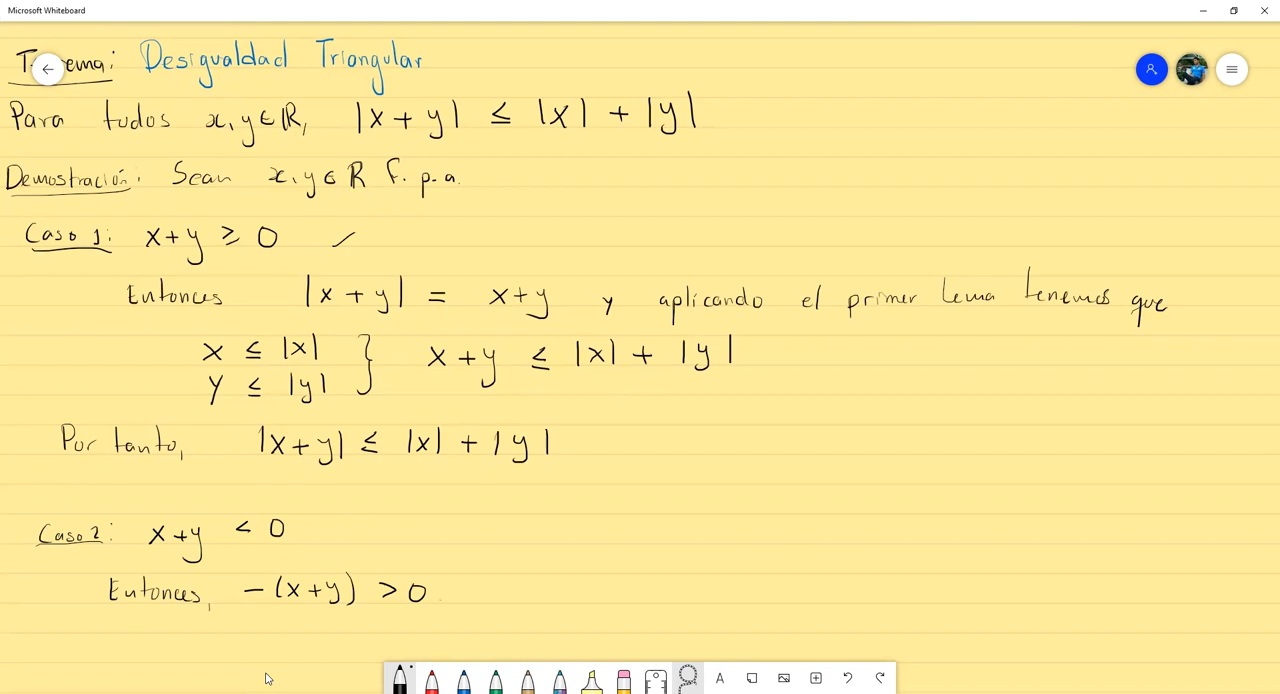 Microsoft Whiteboard
Teorema: Desigualdad Triangular
Para todos x,y∈ℝ, |x + y| ≤ |x| + |y|
Demostración. Sean x,y∈ℝ f.p.a.
Caso 1: x+y ≥ 0
Entonces |x + y| = x+y y aplicando el primer lema tenemos que
x ≤ |x| } x + y ≤ |x| + |y|
y ≤ |y|
Por tanto, |x + y| ≤ |x| + |y|
Caso 2: x+y < 0
Entonces, -(x+y) > 0
A